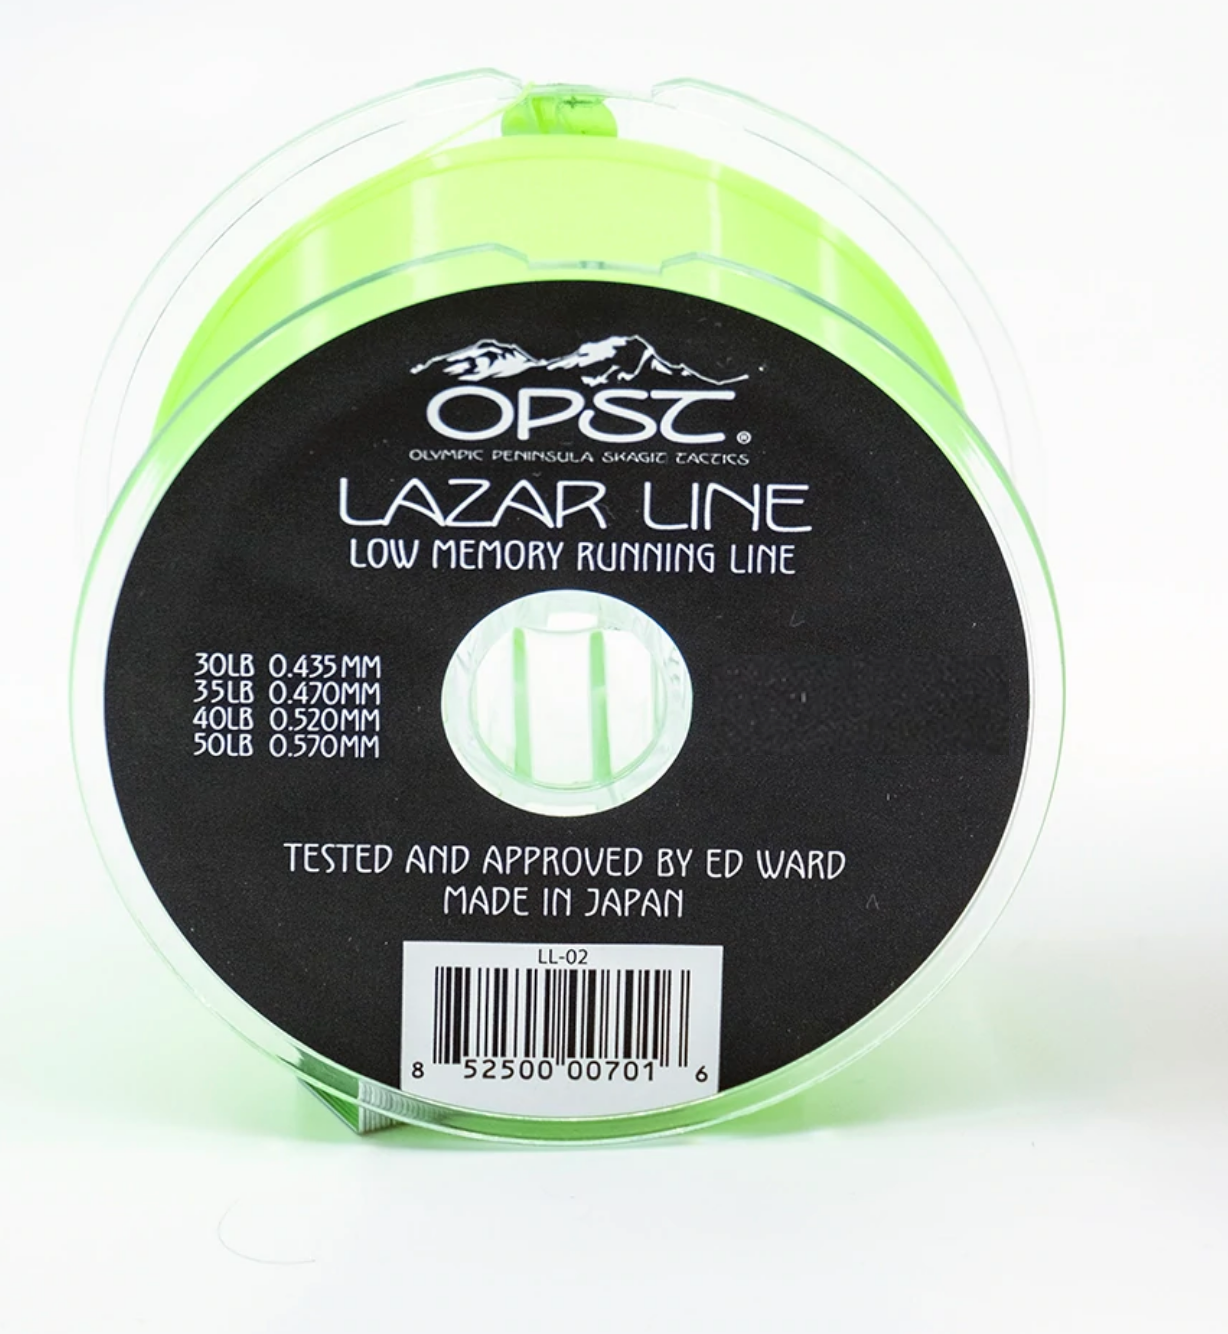 OPST®
OLYMPIC PENINSULA SKAGIT TACTICS
LAZAR LINE
LOW MEMORY RUNNING LINE
30LB 0.435MM
35LB 0.470MM
40LB 0.520MM
50LB 0.570MM
TESTED AND APPROVED BY ED WARD
MADE IN JAPAN
LL-02
8 52500 00701 6